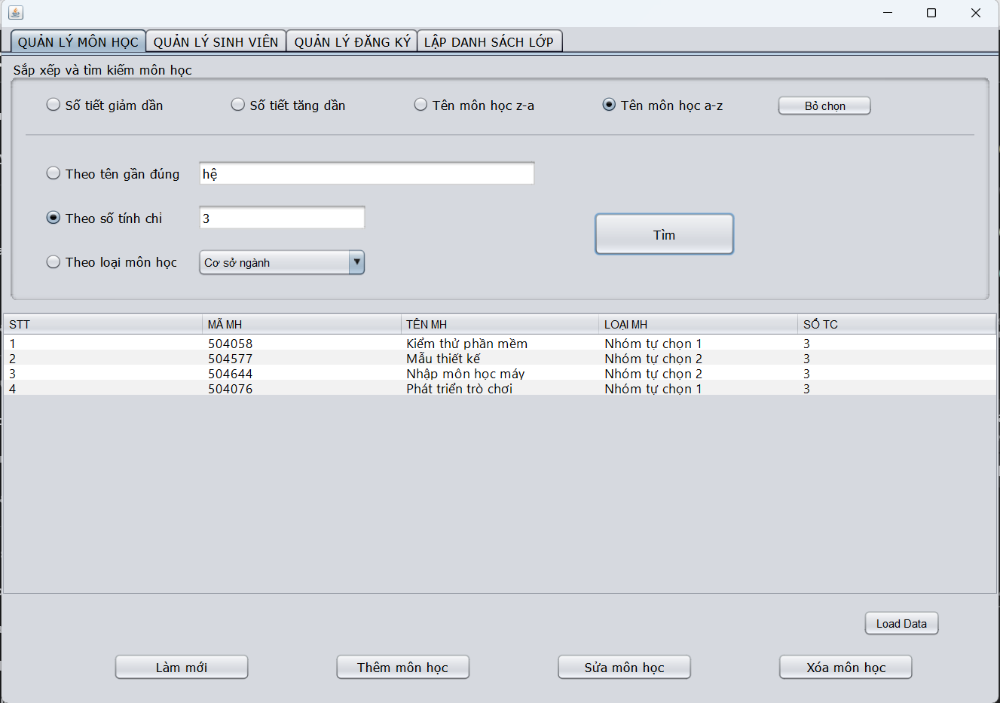 QUẢN LÝ MÔN HỌC QUẢN LÝ SINH VIÊN QUẢN LÝ ĐĂNG KÝ LẬP DANH SÁCH LỚP
Sắp xếp và tìm kiếm môn học
Số tiết giảm dần Số tiết tăng dần Tên môn học z-a Tên môn học a-z Bỏ chọn
Theo tên gần đúng hệ
Theo số tính chỉ 3
Tìm
Theo loại môn học Cơ sở ngành
STT MÃ MH TÊN MH LOẠI MH SỐ TC
1 504058 Kiểm thử phần mềm Nhóm tự chọn 1 3
2 504577 Mẫu thiết kế Nhóm tự chọn 2 3
3 504644 Nhập môn học máy Nhóm tự chọn 2 3
4 504076 Phát triển trò chơi Nhóm tự chọn 1 3
Load Data
Làm mới Thêm môn học Sửa môn học Xóa môn học